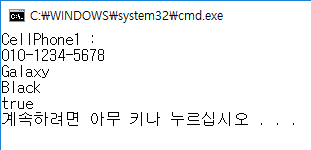 C:₩WINDOWS₩system32₩cmd.exe
CellPhone1 :
010-1234-5678
Galaxy
Black
true
계속하려면 아무 키나 누르십시오 . . .